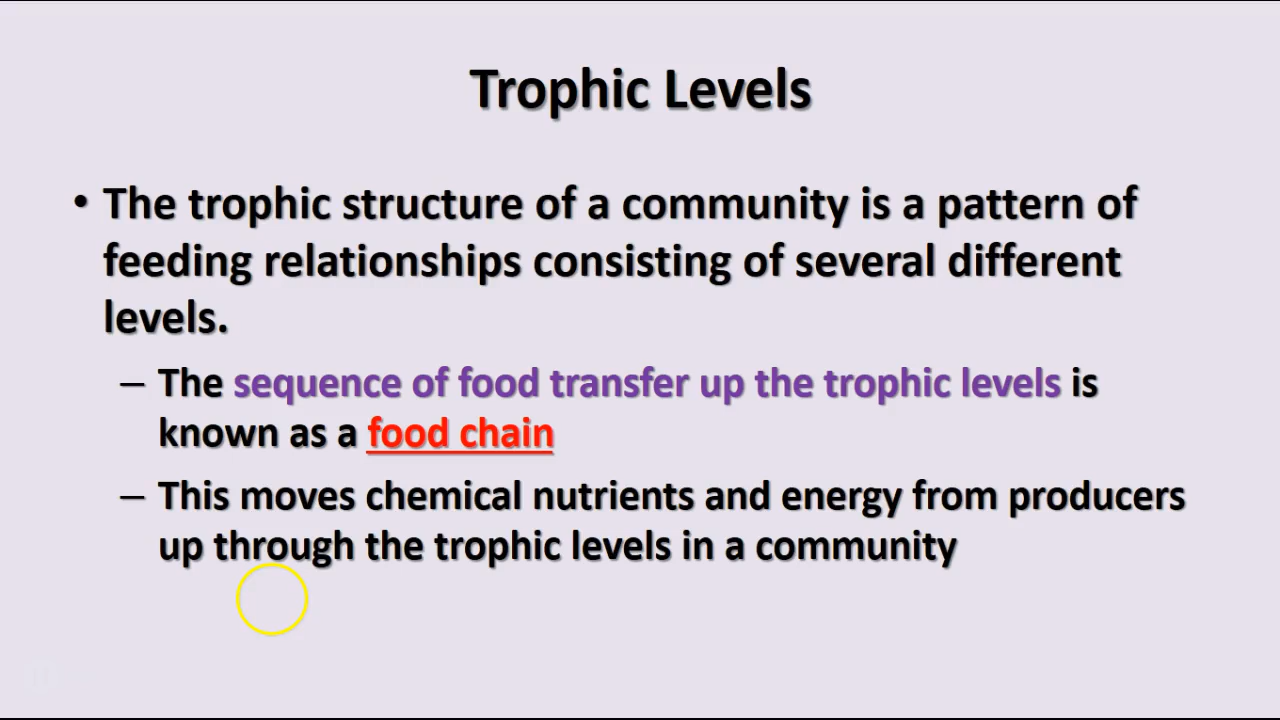 Trophic Levels
• The trophic structure of a community is a pattern of
feeding relationships consisting of several different
levels.
– The sequence of food transfer up the trophic levels is
known as a food chain
– This moves chemical nutrients and energy from producers
up through the trophic levels in a community